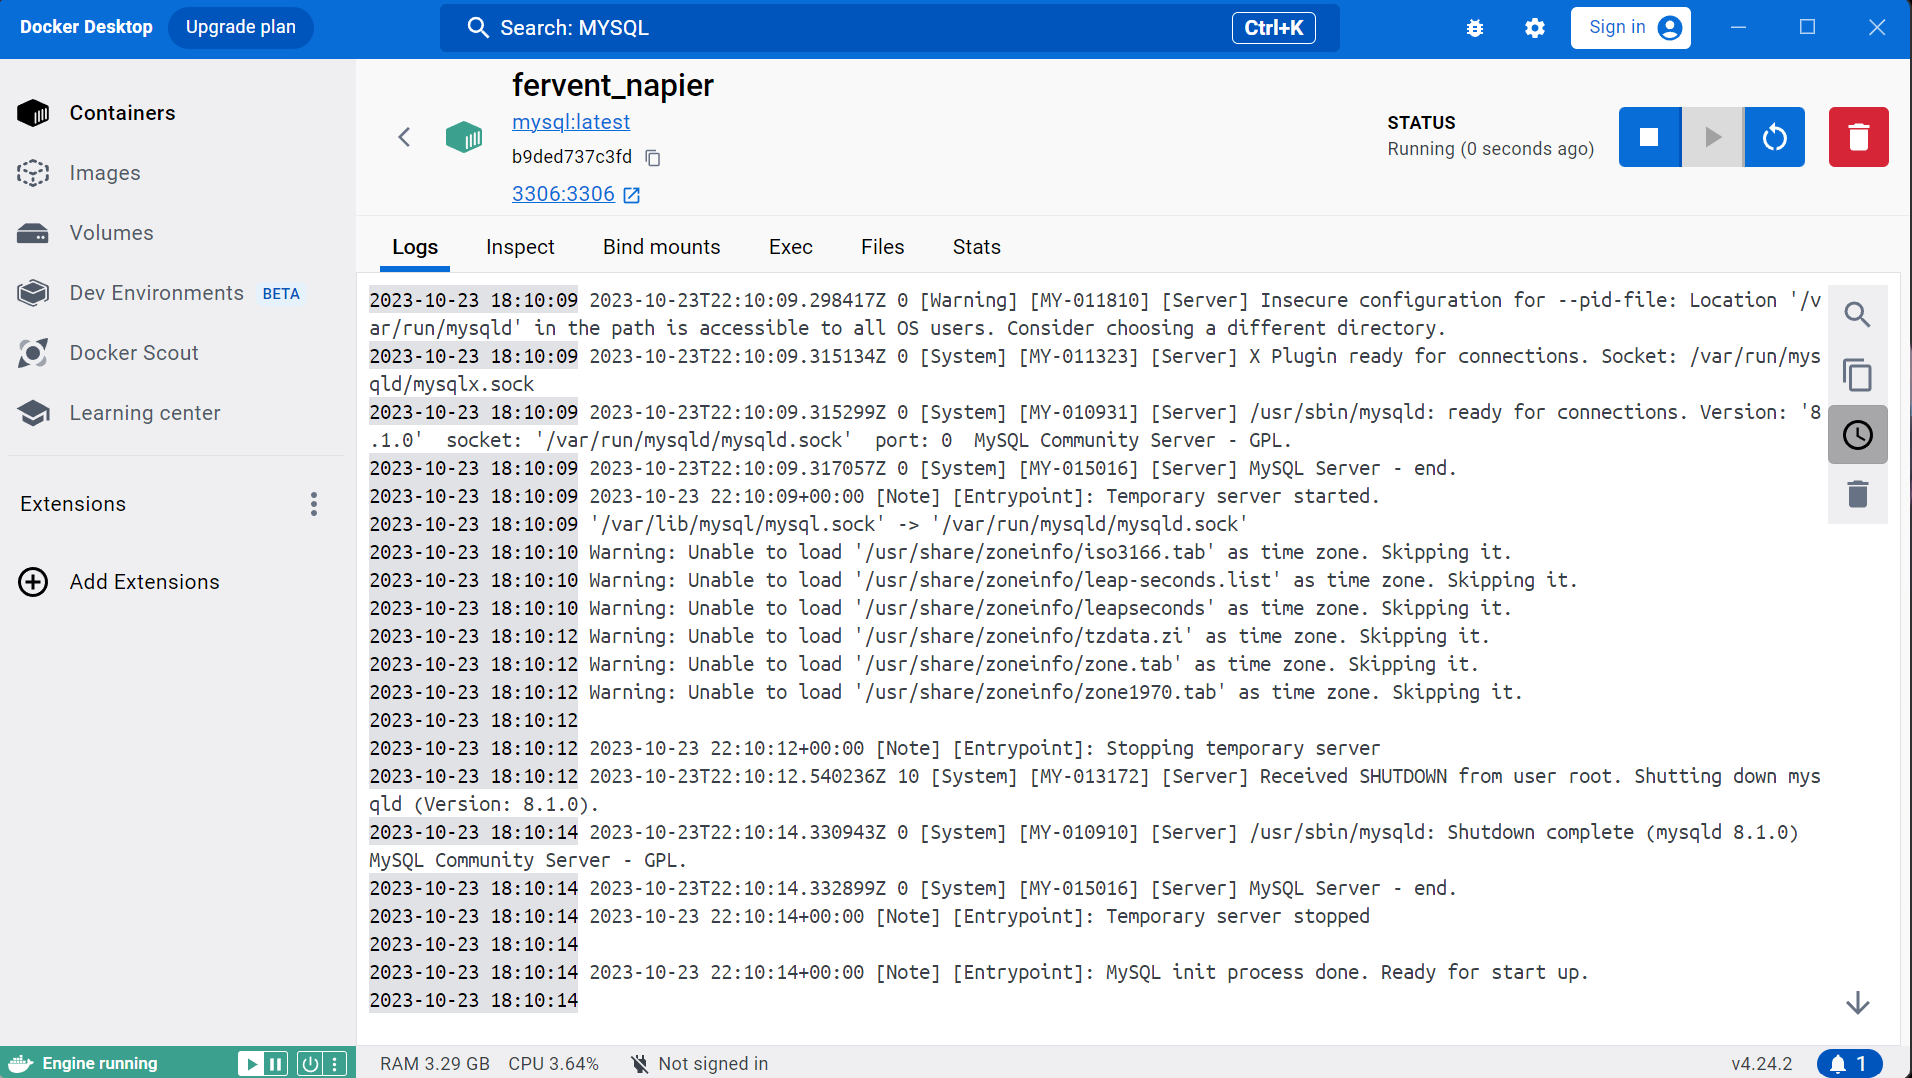 Docker Desktop
Upgrade plan
Search: MYSQL
Ctrl+K
Sign in
Containers
Images
Volumes
Dev Environments BETA
Docker Scout
Learning center
Extensions
Add Extensions
fervent_napier
mysql:latest
b9ded737c3fd
3306:3306
STATUS
Running (0 seconds ago)
Logs
Inspect
Bind mounts
Exec
Files
Stats
2023-10-23 18:10:09 2023-10-23T22:10:09.298417Z 0 [Warning] [MY-011810] [Server] Insecure configuration for --pid-file: Location '/v
ar/run/mysqld' in the path is accessible to all OS users. Consider choosing a different directory.
2023-10-23 18:10:09 2023-10-23T22:10:09.315134Z 0 [System] [MY-011323] [Server] X Plugin ready for connections. Socket: /var/run/mys
qld/mysqlx.sock
2023-10-23 18:10:09 2023-10-23T22:10:09.315299Z 0 [System] [MY-010931] [Server] /usr/sbin/mysqld: ready for connections. Version: '8
.1.0'  socket: '/var/run/mysqld/mysqld.sock'  port: 0  MySQL Community Server - GPL.
2023-10-23 18:10:09 2023-10-23T22:10:09.317057Z 0 [System] [MY-015016] [Server] MySQL Server - end.
2023-10-23 18:10:09 2023-10-23 22:10:09+00:00 [Note] [Entrypoint]: Temporary server started.
2023-10-23 18:10:09 '/var/lib/mysql/mysql.sock' -> '/var/run/mysqld/mysqld.sock'
2023-10-23 18:10:10 Warning: Unable to load '/usr/share/zoneinfo/iso3166.tab' as time zone. Skipping it.
2023-10-23 18:10:10 Warning: Unable to load '/usr/share/zoneinfo/leap-seconds.list' as time zone. Skipping it.
2023-10-23 18:10:10 Warning: Unable to load '/usr/share/zoneinfo/leapseconds' as time zone. Skipping it.
2023-10-23 18:10:12 Warning: Unable to load '/usr/share/zoneinfo/tzdata.zi' as time zone. Skipping it.
2023-10-23 18:10:12 Warning: Unable to load '/usr/share/zoneinfo/zone.tab' as time zone. Skipping it.
2023-10-23 18:10:12 Warning: Unable to load '/usr/share/zoneinfo/zone1970.tab' as time zone. Skipping it.
2023-10-23 18:10:12
2023-10-23 18:10:12 2023-10-23 22:10:12+00:00 [Note] [Entrypoint]: Stopping temporary server
2023-10-23 18:10:12 2023-10-23T22:10:12.540236Z 10 [System] [MY-013172] [Server] Received SHUTDOWN from user root. Shutting down mys
qld (Version: 8.1.0).
2023-10-23 18:10:14 2023-10-23T22:10:14.330943Z 0 [System] [MY-010910] [Server] /usr/sbin/mysqld: Shutdown complete (mysqld 8.1.0)
MySQL Community Server - GPL.
2023-10-23 18:10:14 2023-10-23T22:10:14.332899Z 0 [System] [MY-015016] [Server] MySQL Server - end.
2023-10-23 18:10:14 2023-10-23 22:10:14+00:00 [Note] [Entrypoint]: Temporary server stopped
2023-10-23 18:10:14
2023-10-23 18:10:14 2023-10-23 22:10:14+00:00 [Note] [Entrypoint]: MySQL init process done. Ready for start up.
2023-10-23 18:10:14
Engine running
RAM 3.29 GB
CPU 3.64%
Not signed in
v4.24.2
1